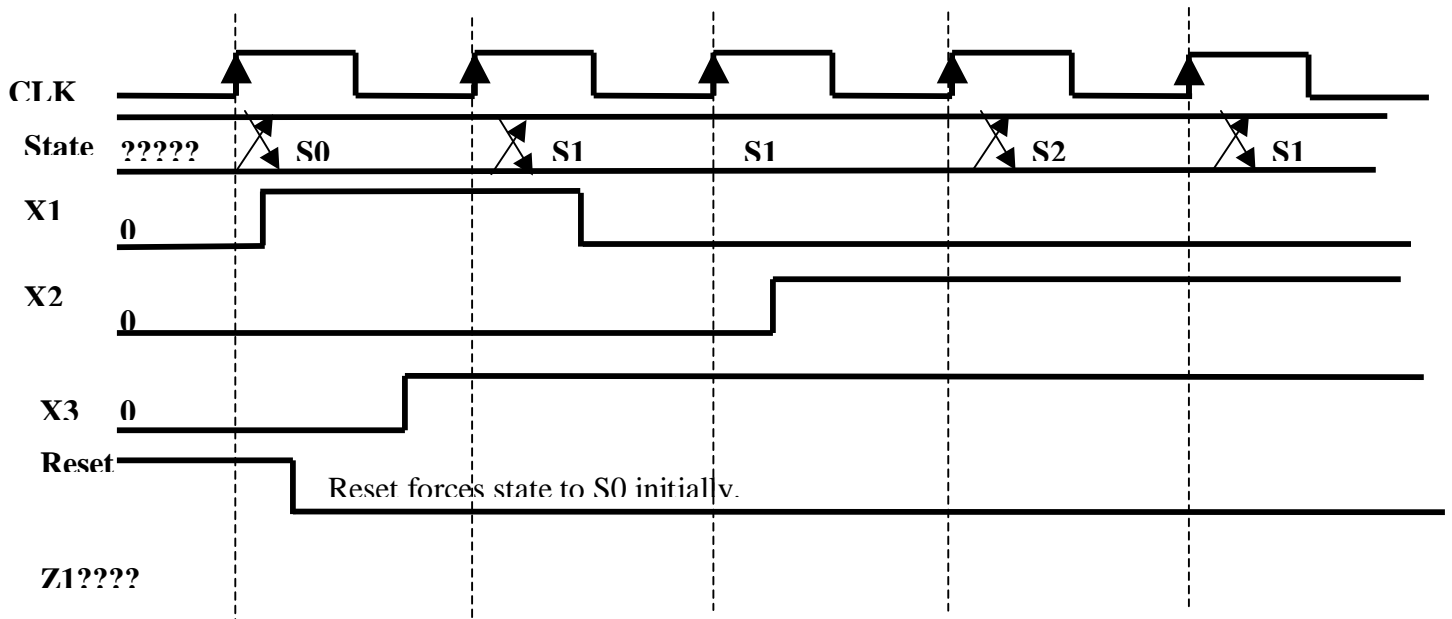 CLK
State ????? S0 S1 S1 S2 S1
X1 0
X2 0
X3 0
Reset
Reset forces state to S0 initially.
Z1????